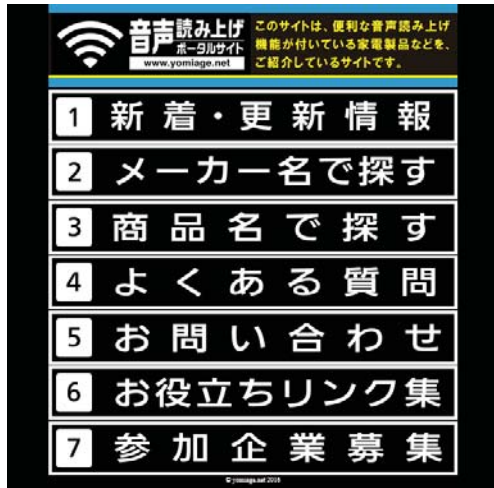 音声読み上げ
ポータルサイト
www.yomiage.net
このサイトは、便利な音声読み上げ
機能が付いている家電製品などを、
ご紹介しているサイトです。
1 新着・更新情報
2 メーカー名で探す
3 商品名で探す
4 よくある質問
5 お問い合わせ
6 お役立ちリンク集
7 参加企業募集